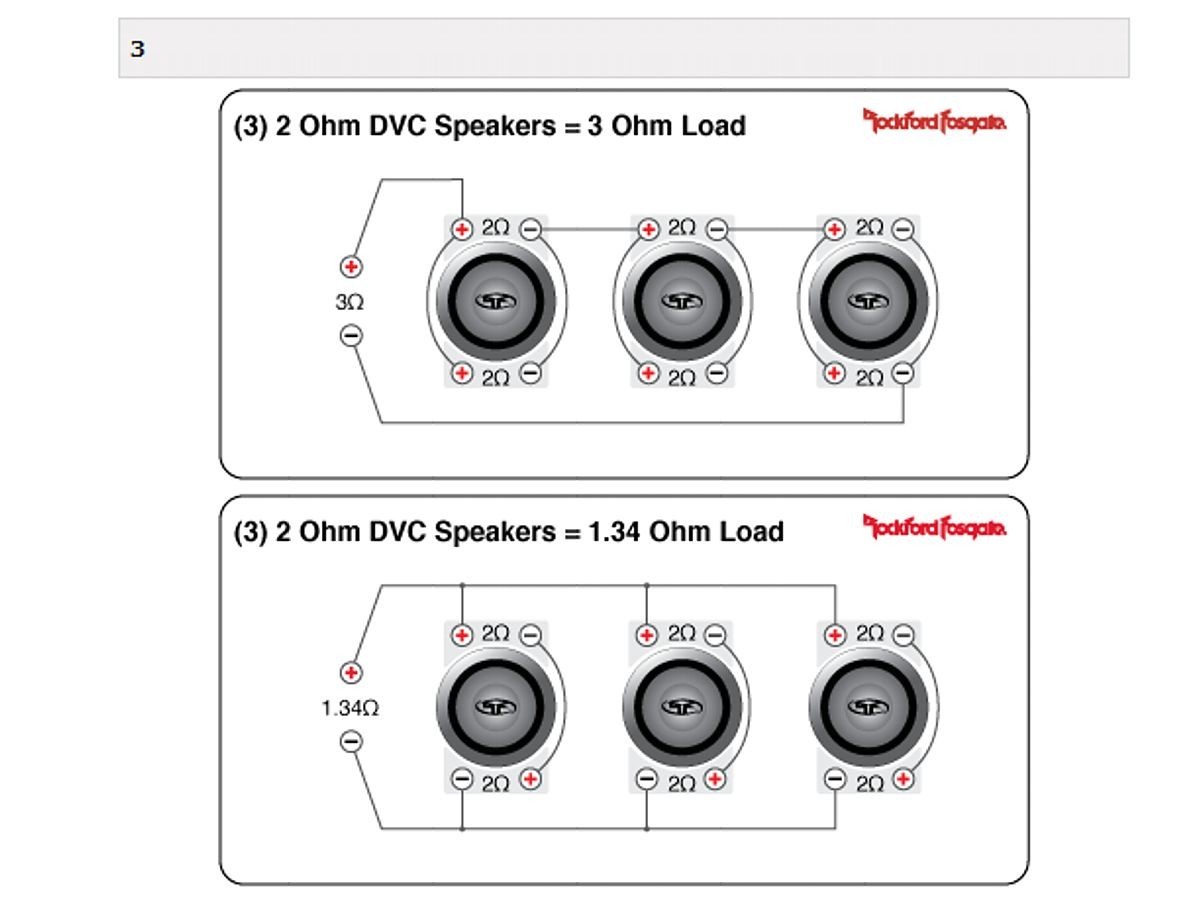 3
(3) 2 Ohm DVC Speakers = 3 Ohm Load
Rockford Fosgate
+ 2Ω − + 2Ω − + 2Ω −
+
3Ω
−
+ 2Ω − + 2Ω − + 2Ω −
(3) 2 Ohm DVC Speakers = 1.34 Ohm Load
Rockford Fosgate
+ 2Ω − + 2Ω − + 2Ω −
+
1.34Ω
−
− 2Ω + − 2Ω + − 2Ω +